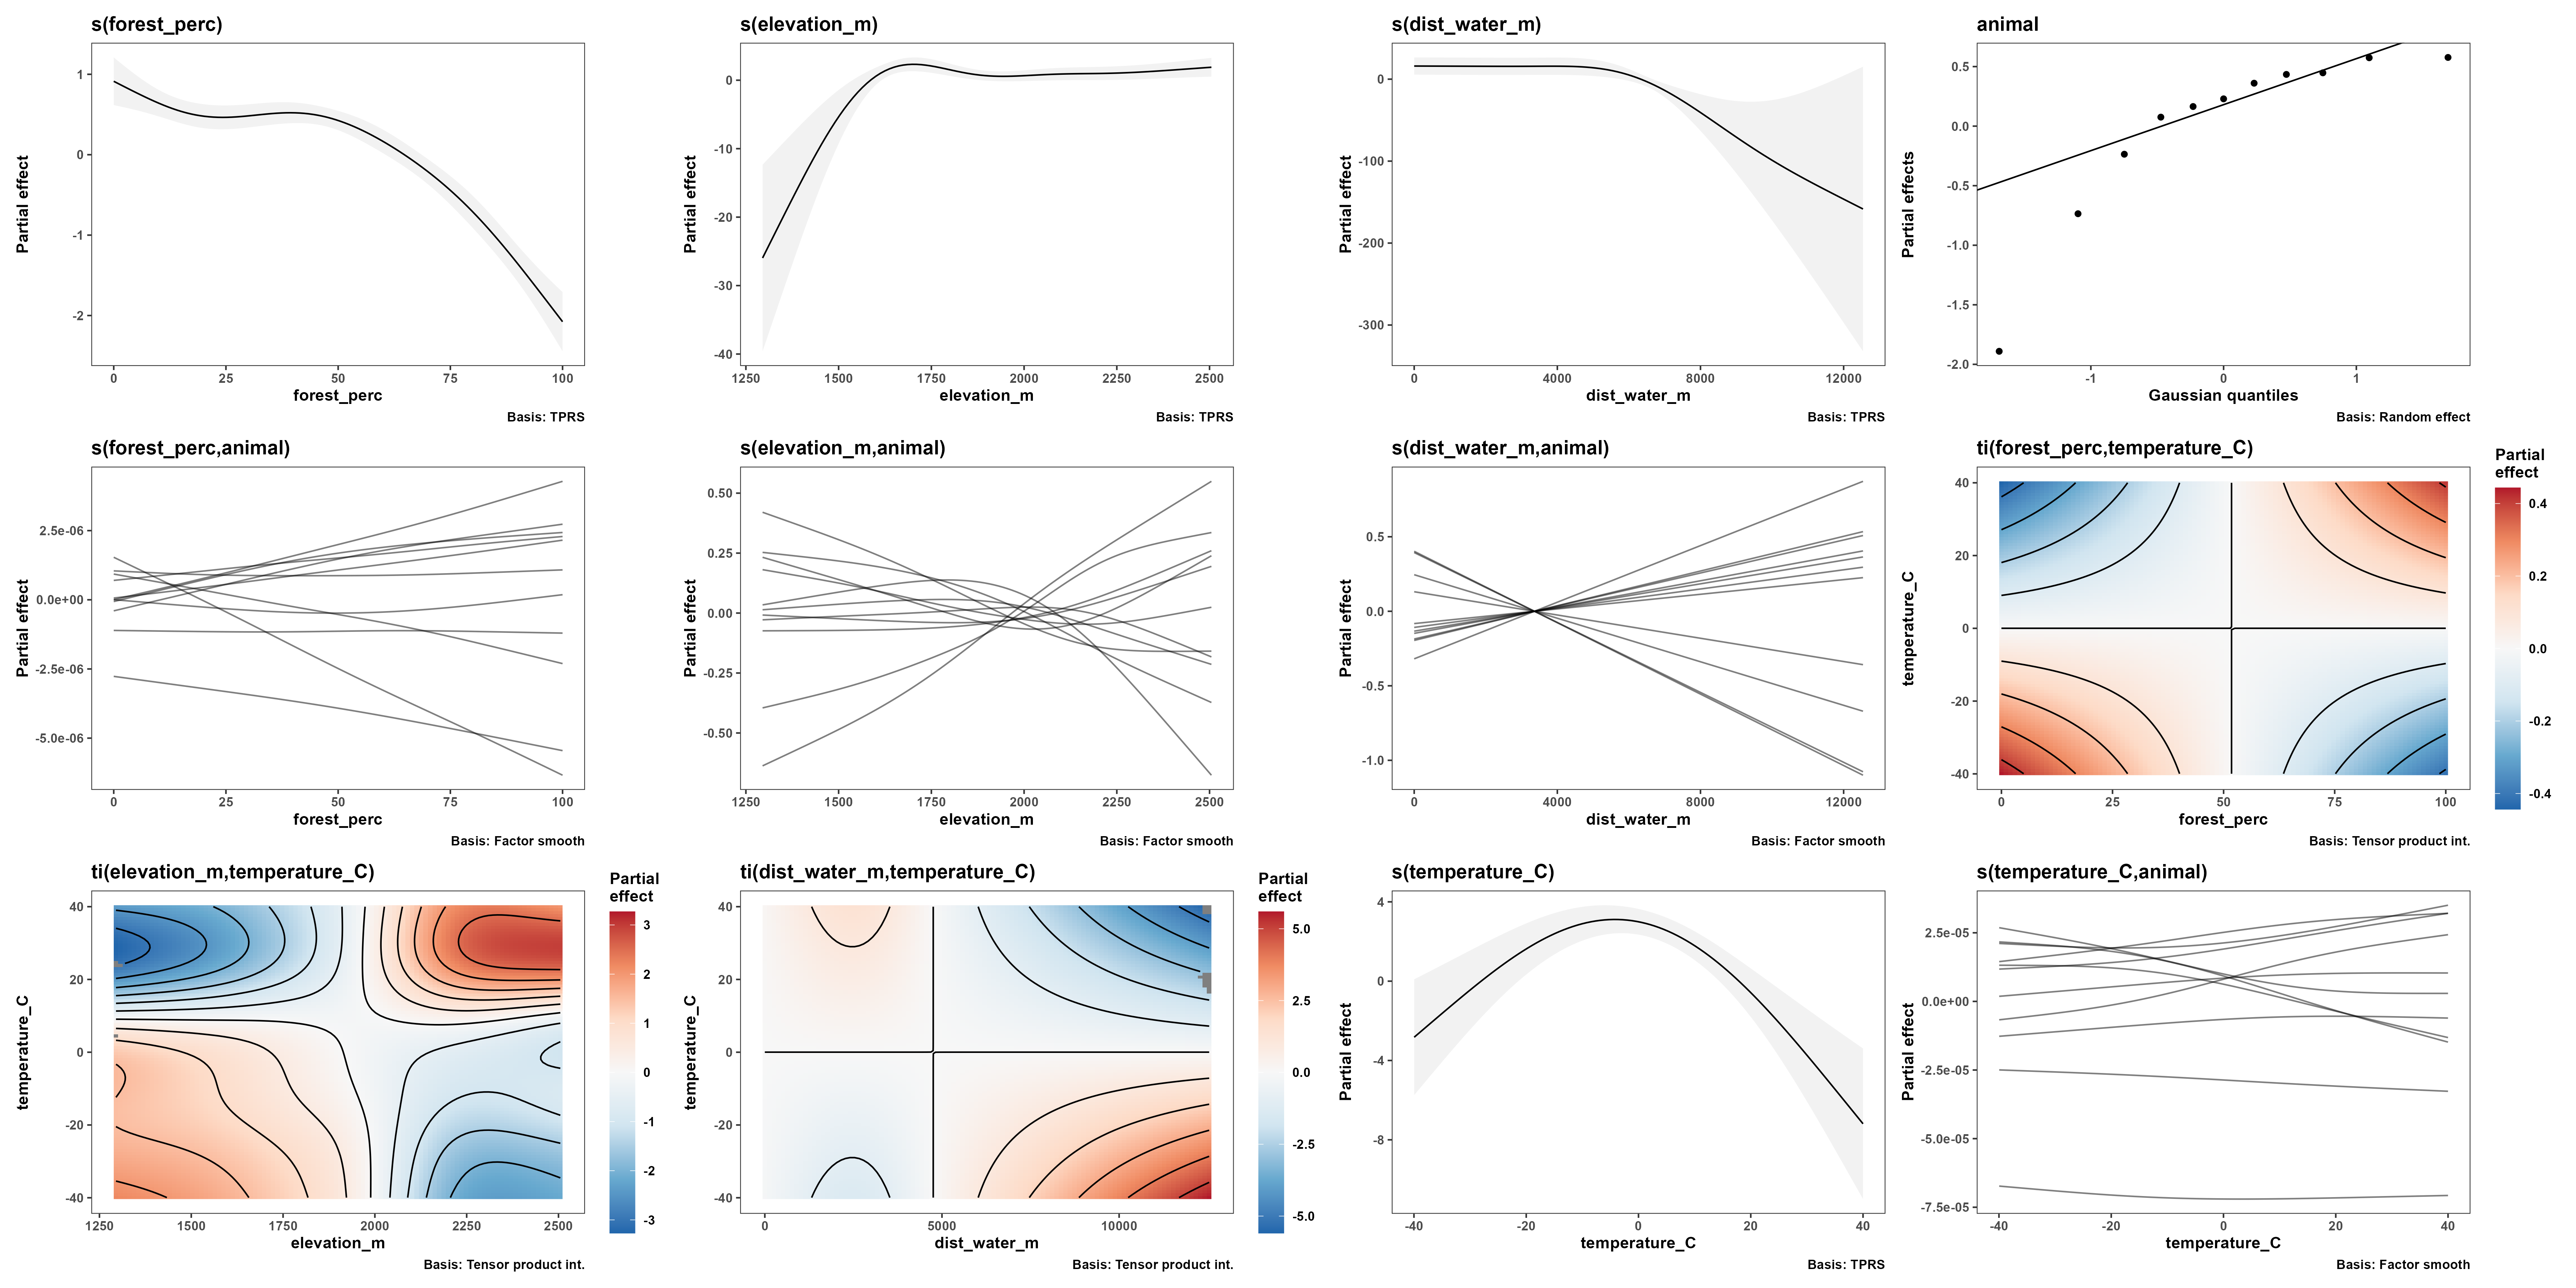 s(forest_perc)
Partial effect
1
0
-1
-2
0
25
50
75
100
forest_perc
Basis: TPRS
s(elevation_m)
Partial effect
0
-10
-20
-30
-40
1250
1500
1750
2000
2250
2500
elevation_m
Basis: TPRS
s(dist_water_m)
Partial effect
0
-100
-200
-300
0
4000
8000
12000
dist_water_m
Basis: TPRS
animal
Partial effects
0.5
0.0
-0.5
-1.0
-1.5
-2.0
-1
0
1
Gaussian quantiles
Basis: Random effect
s(forest_perc,animal)
Partial effect
2.5e-06
0.0e+00
-2.5e-06
-5.0e-06
0
25
50
75
100
forest_perc
Basis: Factor smooth
s(elevation_m,animal)
Partial effect
0.50
0.25
0.00
-0.25
-0.50
1250
1500
1750
2000
2250
2500
elevation_m
Basis: Factor smooth
s(dist_water_m,animal)
Partial effect
0.5
0.0
-0.5
-1.0
0
4000
8000
12000
dist_water_m
Basis: Factor smooth
ti(forest_perc,temperature_C)
temperature_C
40
20
0
-20
-40
0
25
50
75
100
forest_perc
Basis: Tensor product int.
Partial
effect
0.4
0.2
0.0
-0.2
-0.4
ti(elevation_m,temperature_C)
temperature_C
40
20
0
-20
-40
1250
1500
1750
2000
2250
2500
elevation_m
Basis: Tensor product int.
Partial
effect
3
2
1
0
-1
-2
-3
ti(dist_water_m,temperature_C)
temperature_C
40
20
0
-20
-40
0
5000
10000
dist_water_m
Basis: Tensor product int.
Partial
effect
5.0
2.5
0.0
-2.5
-5.0
s(temperature_C)
Partial effect
4
0
-4
-8
-40
-20
0
20
40
temperature_C
Basis: TPRS
s(temperature_C,animal)
Partial effect
2.5e-05
0.0e+00
-2.5e-05
-5.0e-05
-7.5e-05
-40
-20
0
20
40
temperature_C
Basis: Factor smooth